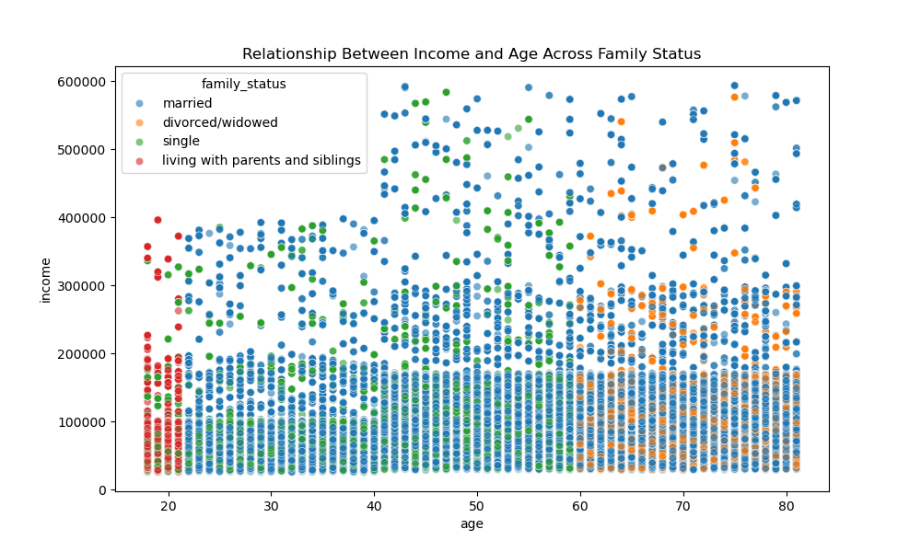 Relationship Between Income and Age Across Family Status
family_status
married
divorced/widowed
single
living with parents and siblings
600000
500000
400000
300000
200000
100000
0
income
20
30
40
50
60
70
80
age